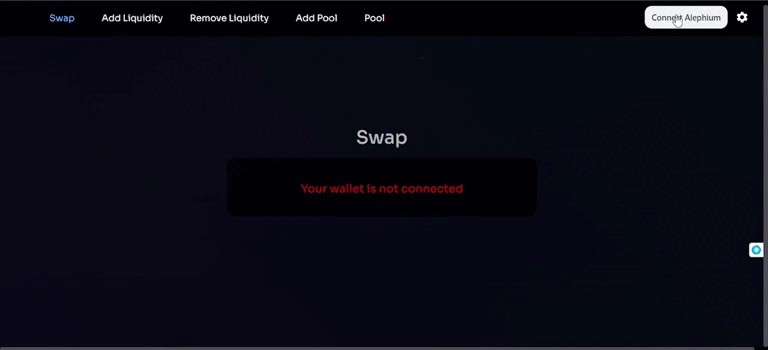 Swap Add Liquidity Remove Liquidity Add Pool Pool Connect Alephium
Swap
Your wallet is not connected